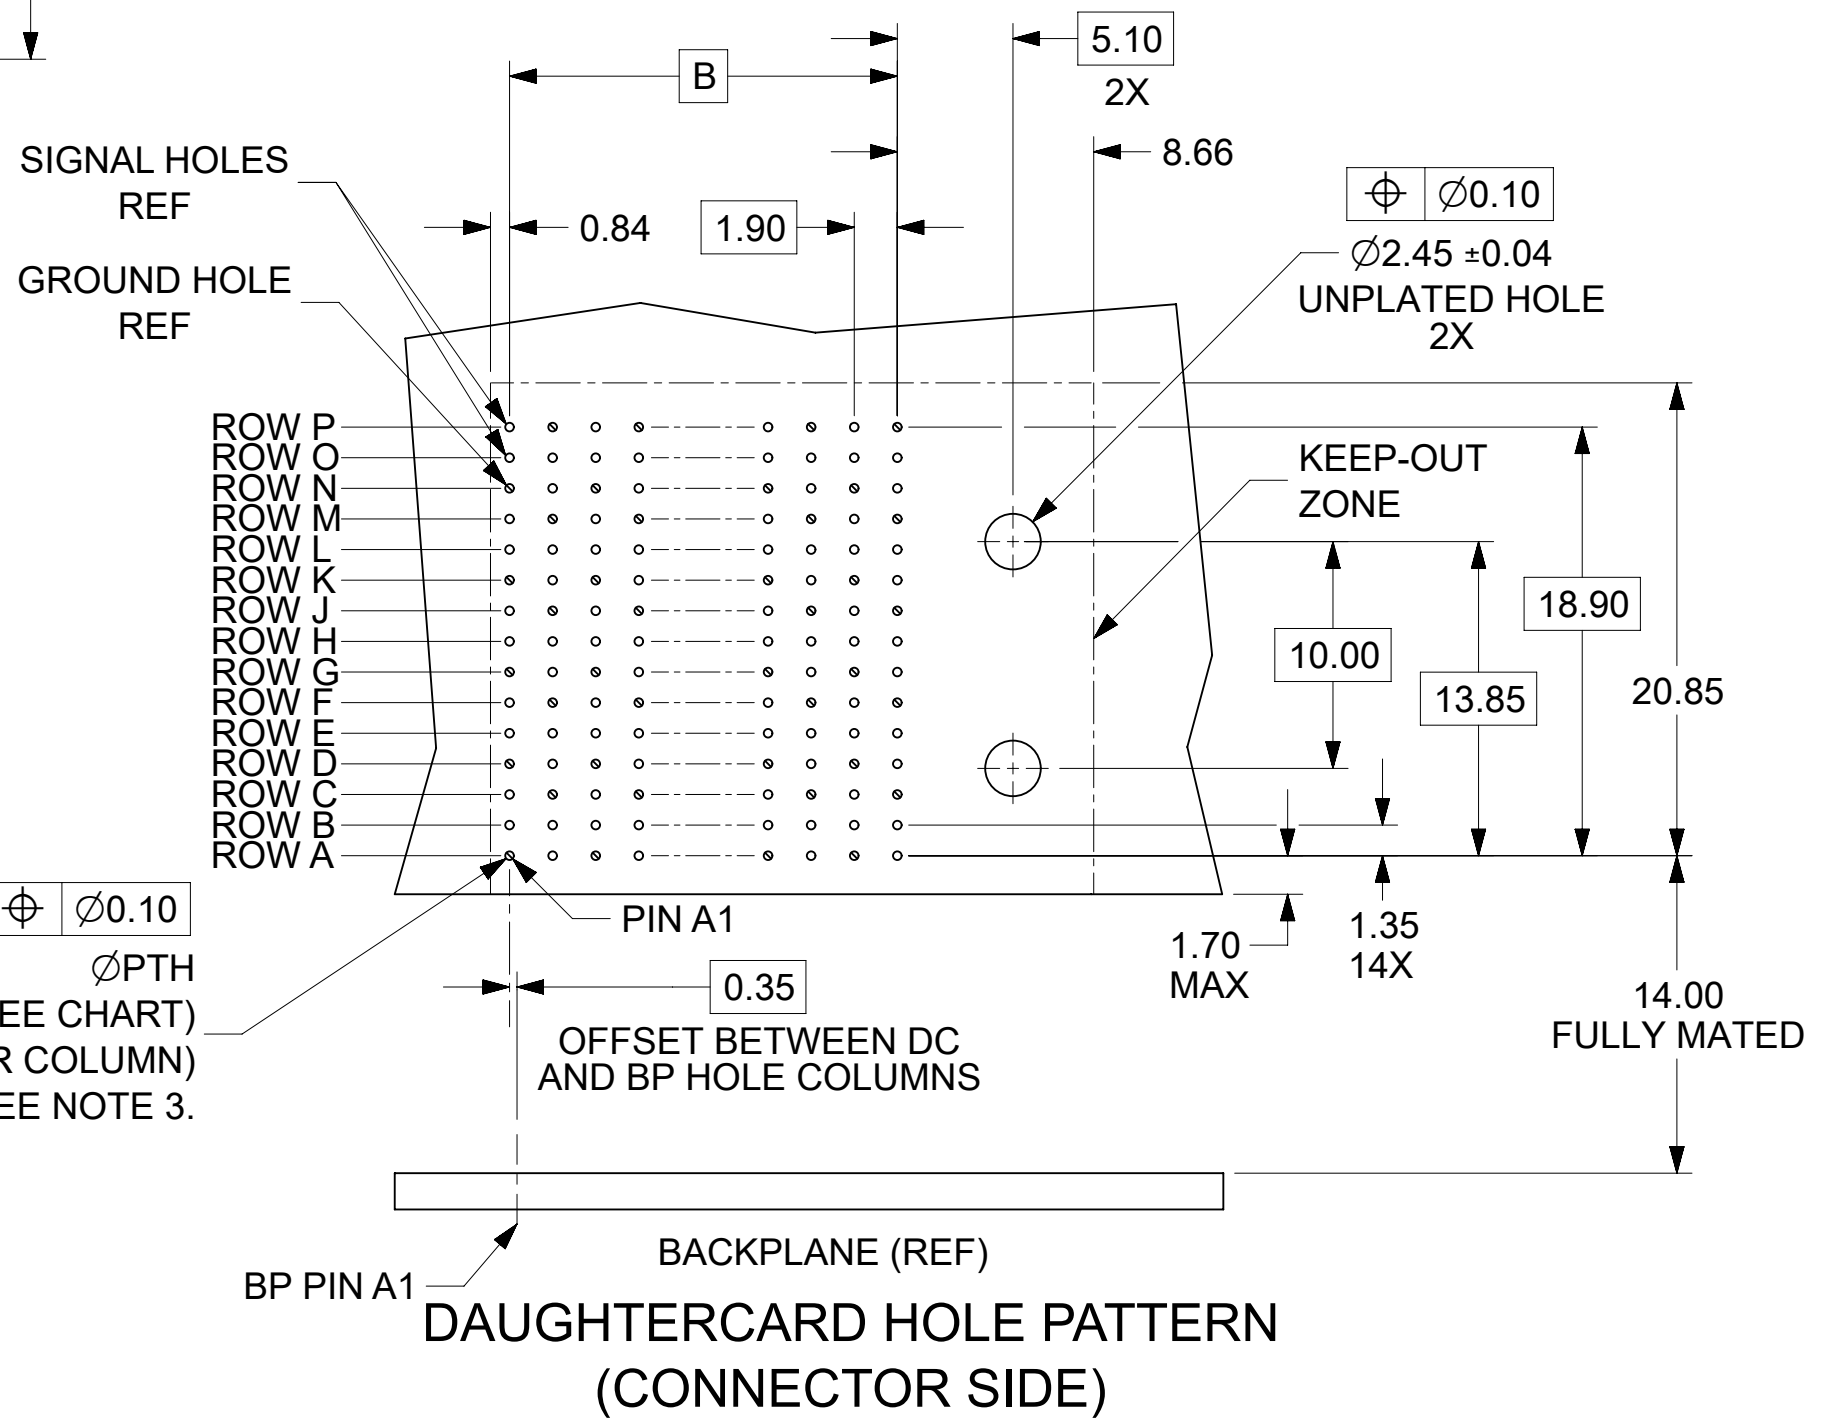 5.10
2X
B
8.66
SIGNAL HOLES
REF
Ø0.10
0.84
1.90
Ø2.45 ±0.04
UNPLATED HOLE
2X
GROUND HOLE
REF
ROW P
ROW O
ROW N
ROW M
ROW L
ROW K
ROW J
ROW H
ROW G
ROW F
ROW E
ROW D
ROW C
ROW B
ROW A
KEEP-OUT
ZONE
18.90
10.00
13.85
20.85
Ø0.10
ØPTH
EE CHART)
R COLUMN)
EE NOTE 3.
PIN A1
1.70
MAX
1.35
14X
0.35
OFFSET BETWEEN DC
AND BP HOLE COLUMNS
14.00
FULLY MATED
BACKPLANE (REF)
BP PIN A1
DAUGHTERCARD HOLE PATTERN
(CONNECTOR SIDE)